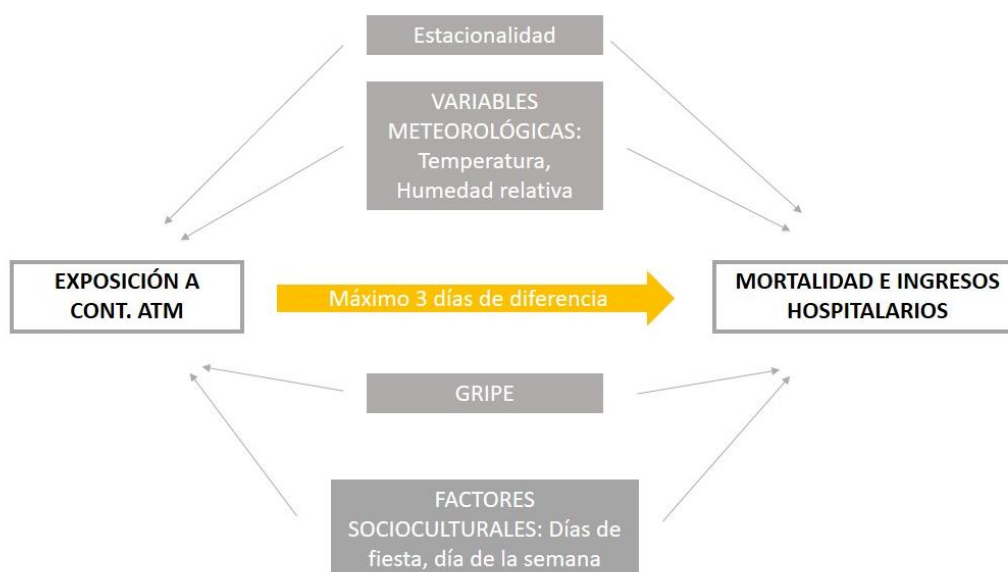 Estacionalidad
VARIABLES
METEOROLÓGICAS:
Temperatura,
Humedad relativa
EXPOSICIÓN A
CONT. ATM
Máximo 3 días de diferencia
MORTALIDAD E INGRESOS
HOSPITALARIOS
GRIPE
FACTORES
SOCIOCULTURALES: Días de
fiesta, día de la semana